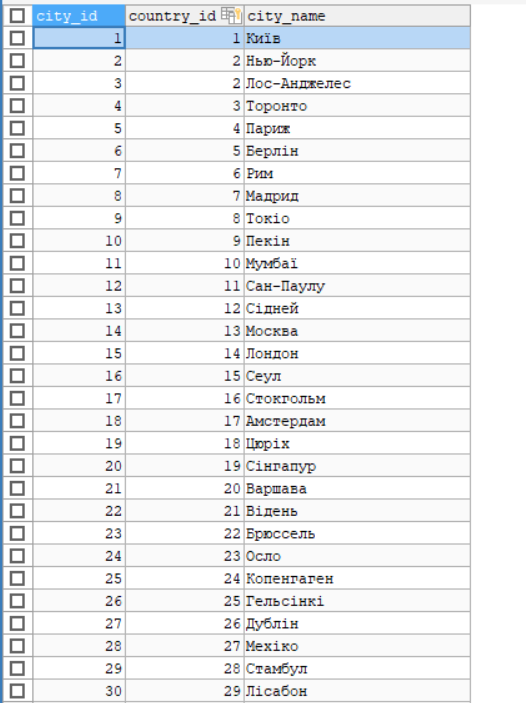 city_id country_id city_name
1 1 Київ
2 2 Нью-Йорк
3 2 Лос-Анджелес
4 3 Торонто
5 4 Париж
6 5 Берлін
7 6 Рим
8 7 Мадрид
9 8 Токіо
10 9 Пекін
11 10 Мумбаї
12 11 Сан-Паулу
13 12 Сідней
14 13 Москва
15 14 Лондон
16 15 Сеул
17 16 Стокгольм
18 17 Амстердам
19 18 Цюріх
20 19 Сінгапур
21 20 Варшава
22 21 Відень
23 22 Брюссель
24 23 Осло
25 24 Копенгаген
26 25 Гельсінкі
27 26 Дублін
28 27 Мехіко
29 28 Стамбул
30 29 Лісабон